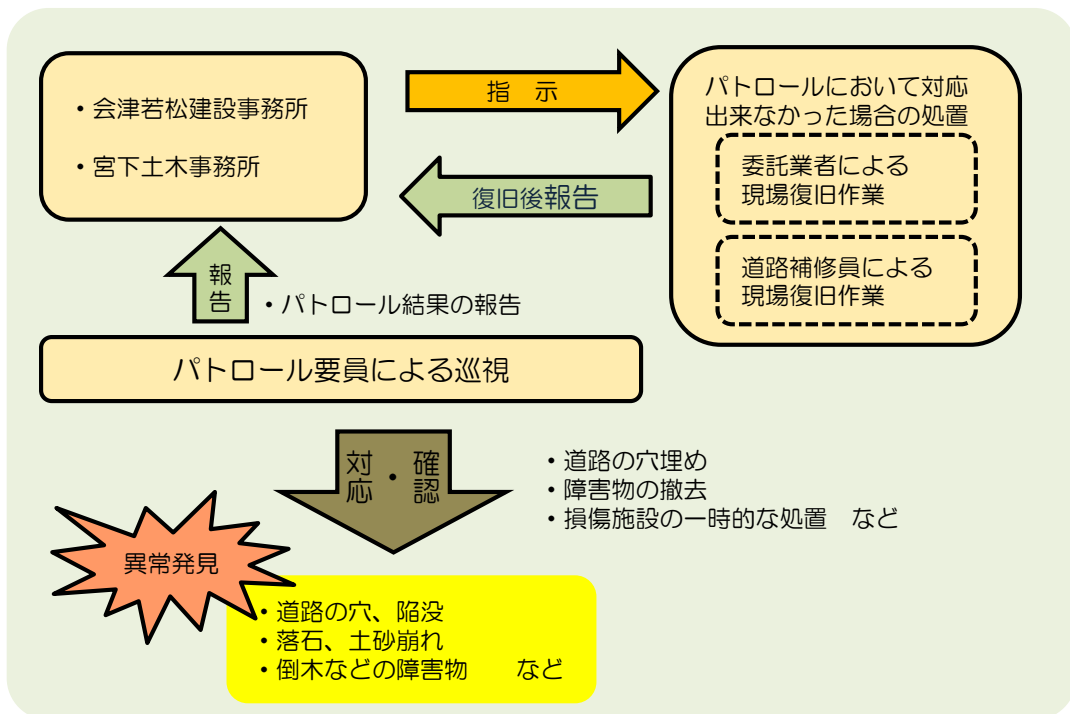 ・会津若松建設事務所
・宮下土木事務所
指 示
復旧後報告
パトロールにおいて対応
出来なかった場合の処置
委託業者による
現場復旧作業
道路補修員による
現場復旧作業
報告
・パトロール結果の報告
パトロール要員による巡視
対応・確認
・道路の穴埋め
・障害物の撤去
・損傷施設の一時的な処置 など
異常発見
・道路の穴、陥没
・落石、土砂崩れ
・倒木などの障害物 など